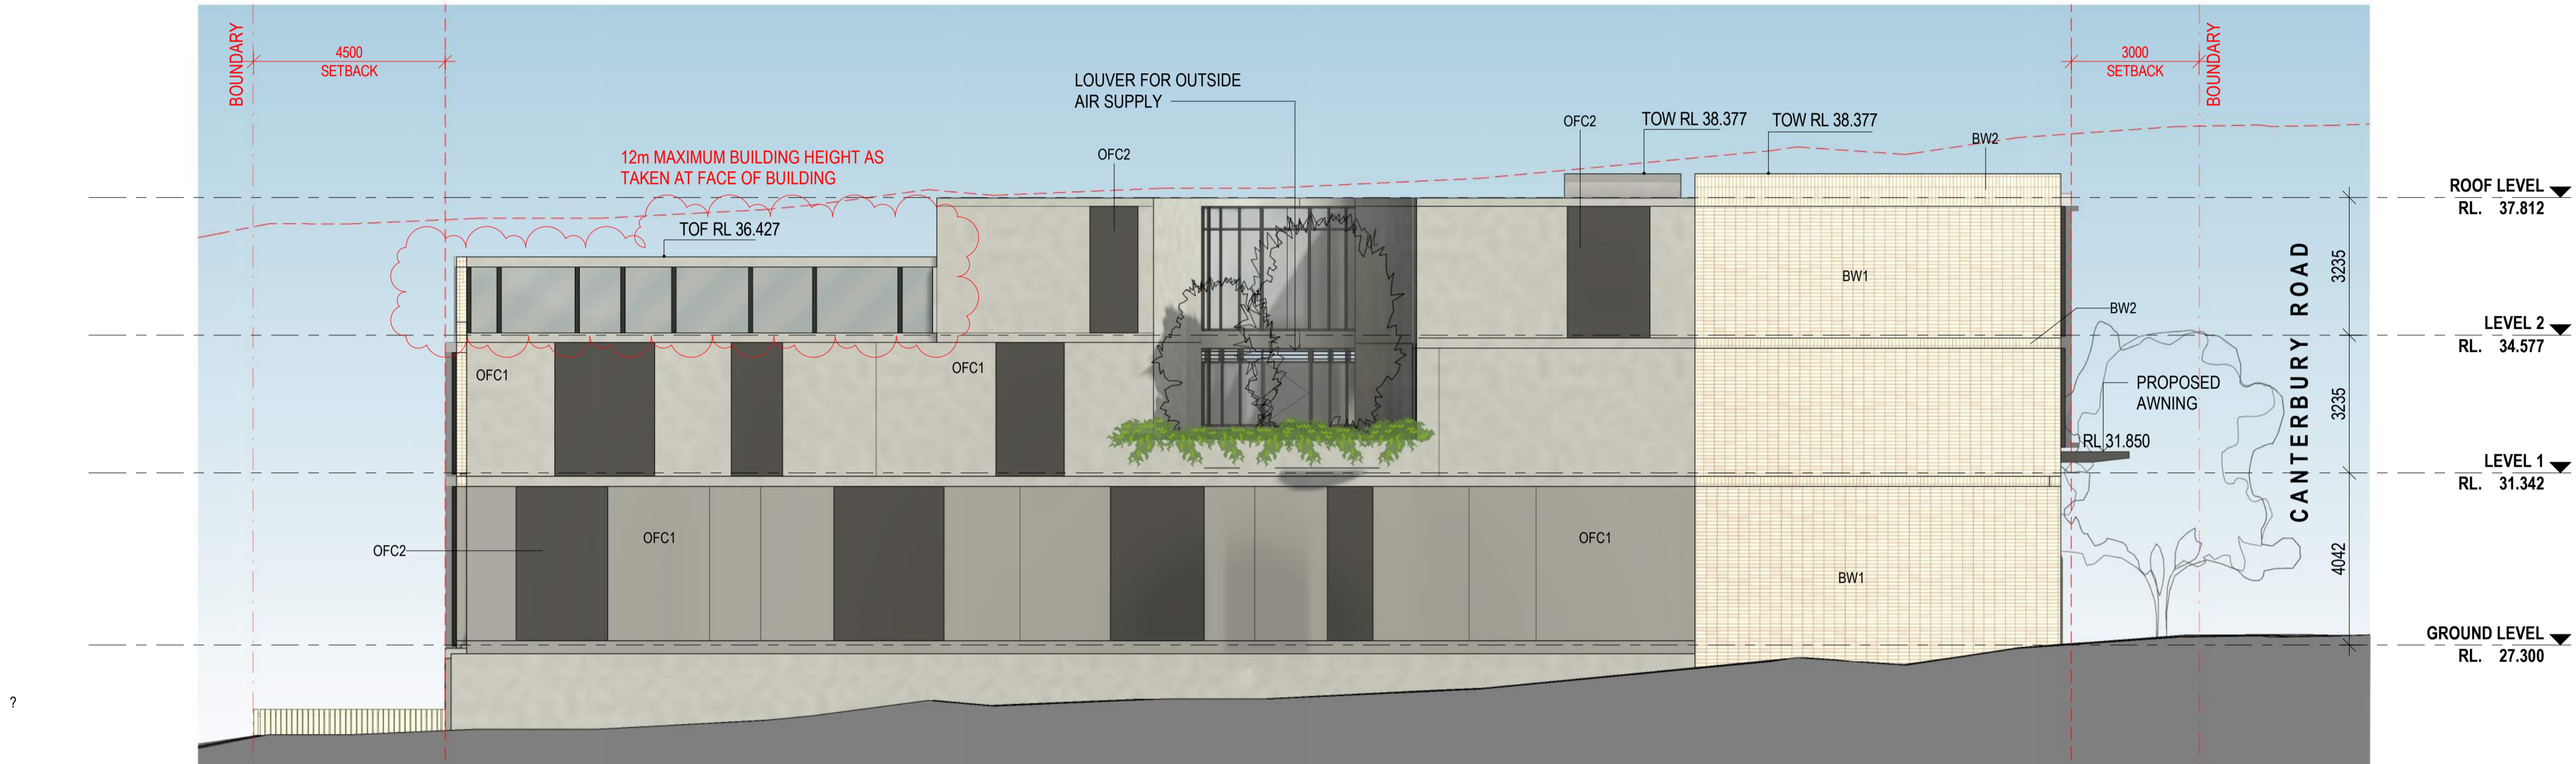 BOUNDARY
4500
SETBACK
LOUVER FOR OUTSIDE
AIR SUPPLY
3000
SETBACK
BOUNDARY
12m MAXIMUM BUILDING HEIGHT AS
TAKEN AT FACE OF BUILDING
OFC2
OFC2
TOW RL 38.377
TOW RL 38.377
BW2
ROOF LEVEL
RL. 37.812
TOF RL 36.427
BW1
3235
BW2
LEVEL 2
RL. 34.577
OFC1
OFC1
PROPOSED
AWNING
3235
RL 31.850
CANTERBURY ROAD
LEVEL 1
RL. 31.342
OFC2
OFC1
OFC1
BW1
4042
GROUND LEVEL
RL. 27.300
?